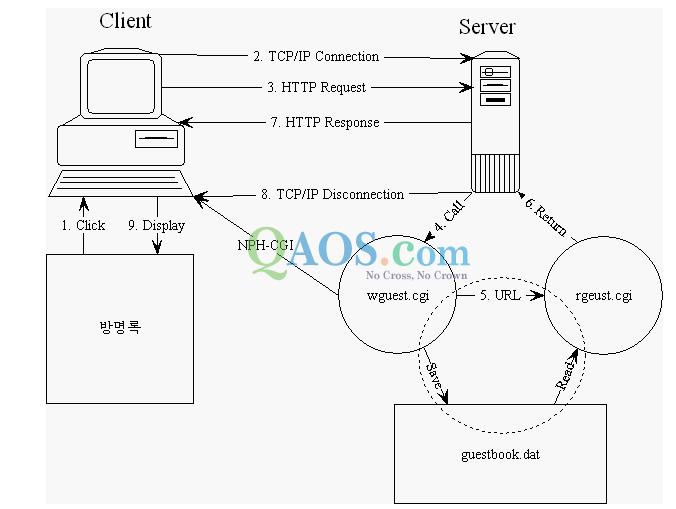 Client
Server
2. TCP/IP Connection
3. HTTP Request
7. HTTP Response
8. TCP/IP Disconnection
1. Click
9. Display
4. Call
6.Return
NPH-CGI
QAOS.com
No Cross, No Crown
방명록
wguest.cgi
5. URL
rgeust.cgi
Save
Read
guestbook.dat